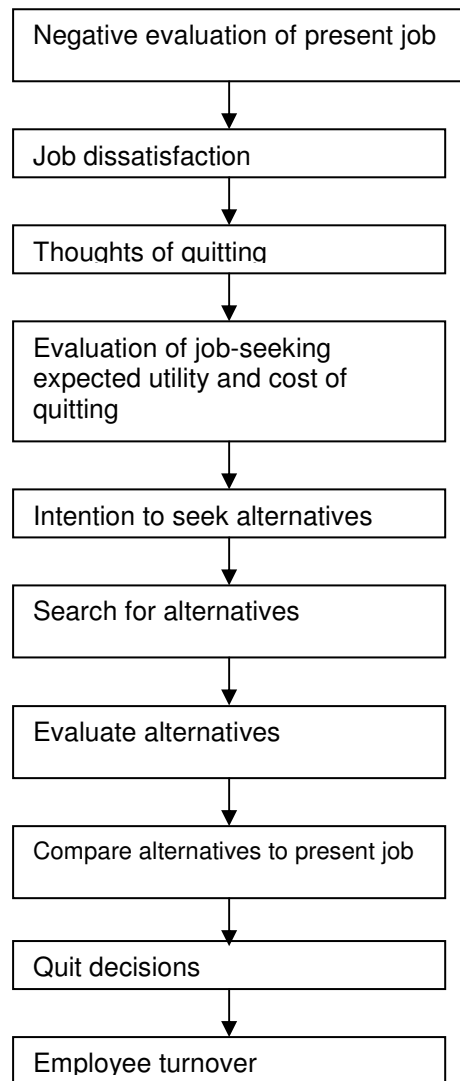 Negative evaluation of present job
Job dissatisfaction
Thoughts of quitting
Evaluation of job-seeking
expected utility and cost of
quitting
Intention to seek alternatives
Search for alternatives
Evaluate alternatives
Compare alternatives to present job
Quit decisions
Employee turnover